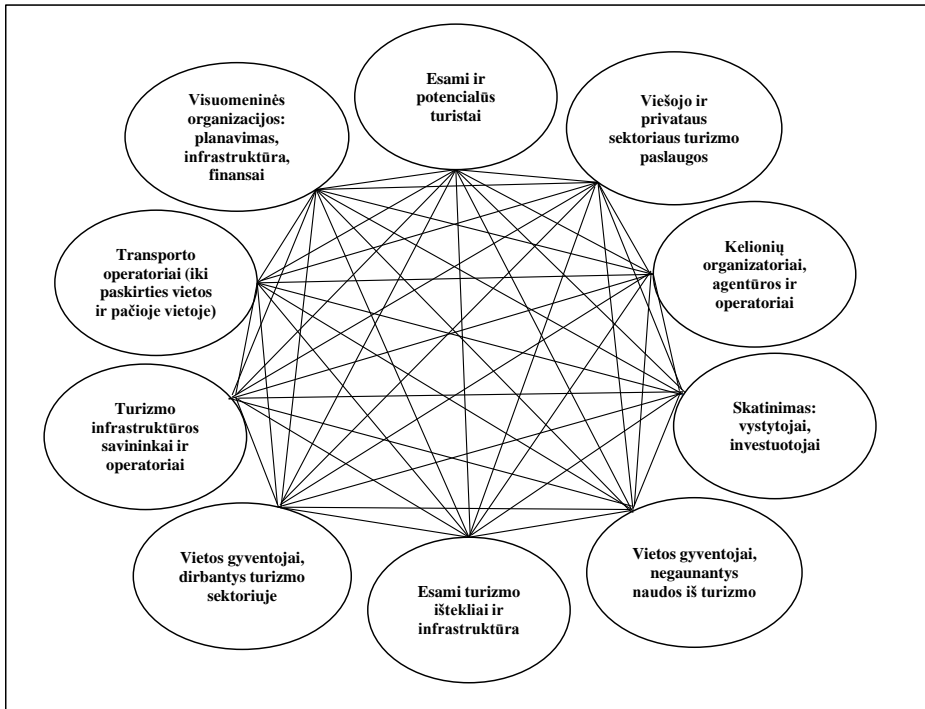 Esami ir
potencialūs
turistai
Viešojo ir
privataus
sektoriaus turizmo
paslaugos
Kelionių
organizatoriai,
agentūros ir
operatoriai
Skatinimas:
vystytojai,
investuotojai
Vietos gyventojai,
negaunantys
naudos iš turizmo
Esami turizmo
ištekliai ir
infrastruktūra
Vietos gyventojai,
dirbantys turizmo
sektoriuje
Turizmo
infrastruktūros
savininkai ir
operatoriai
Transporto
operatoriai (iki
paskirties vietos
ir pačioje vietoje)
Visuomeninės
organizacijos:
planavimas,
infrastruktūra,
finansai